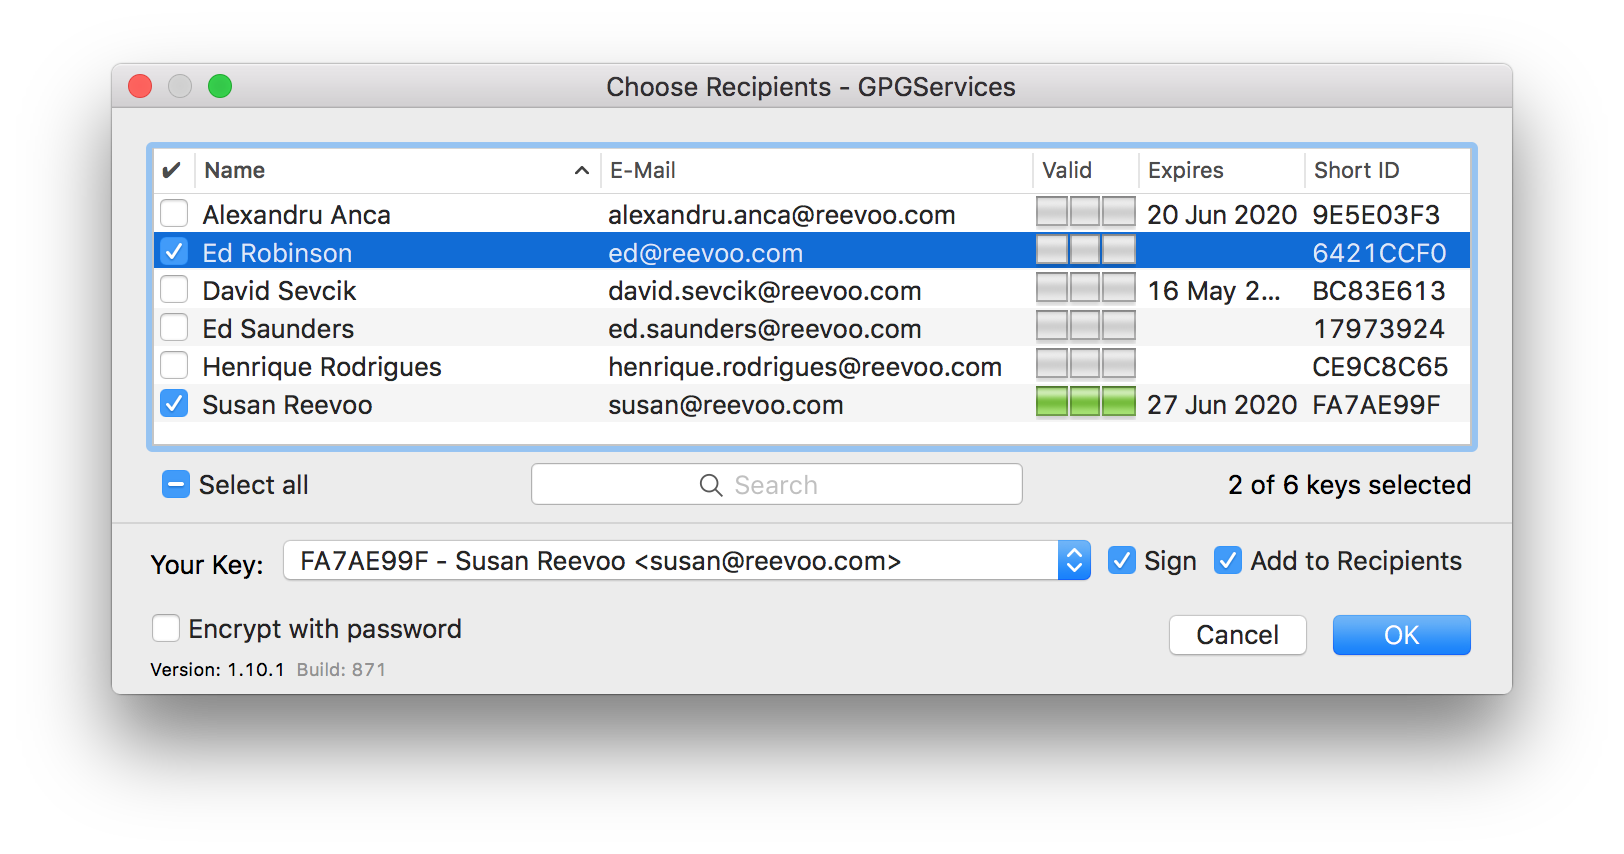 Choose Recipients - GPGServices
✔ Name E-Mail Valid Expires Short ID
Alexandru Anca alexandru.anca@reevoo.com 20 Jun 2020 9E5E03F3
Ed Robinson ed@reevoo.com 6421CCF0
David Sevcik david.sevcik@reevoo.com 16 May 2... BC83E613
Ed Saunders ed.saunders@reevoo.com 17973924
Henrique Rodrigues henrique.rodrigues@reevoo.com CE9C8C65
Susan Reevoo susan@reevoo.com 27 Jun 2020 FA7AE99F
Select all Search 2 of 6 keys selected
Your Key: FA7AE99F - Susan Reevoo <susan@reevoo.com> Sign Add to Recipients
Encrypt with password Cancel OK
Version: 1.10.1 Build: 871